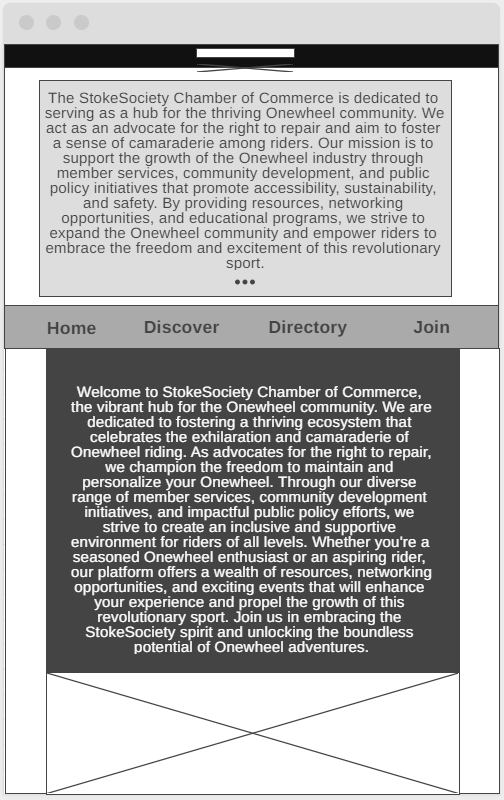 The StokeSociety Chamber of Commerce is dedicated to
serving as a hub for the thriving Onewheel community. We
act as an advocate for the right to repair and aim to foster
a sense of camaraderie among riders. Our mission is to
support the growth of the Onewheel industry through
member services, community development, and public
policy initiatives that promote accessibility, sustainability,
and safety. By providing resources, networking
opportunities, and educational programs, we strive to
expand the Onewheel community and empower riders to
embrace the freedom and excitement of this revolutionary
sport.
Home Discover Directory Join
Welcome to StokeSociety Chamber of Commerce,
the vibrant hub for the Onewheel community. We are
dedicated to fostering a thriving ecosystem that
celebrates the exhilaration and camaraderie of
Onewheel riding. As advocates for the right to repair,
we champion the freedom to maintain and
personalize your Onewheel. Through our diverse
range of member services, community development
initiatives, and impactful public policy efforts, we
strive to create an inclusive and supportive
environment for riders of all levels. Whether you're a
seasoned Onewheel enthusiast or an aspiring rider,
our platform offers a wealth of resources, networking
opportunities, and exciting events that will enhance
your experience and propel the growth of this
revolutionary sport. Join us in embracing the
StokeSociety spirit and unlocking the boundless
potential of Onewheel adventures.